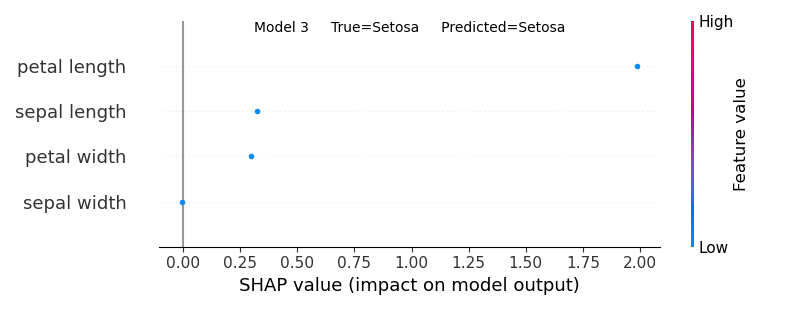 Model 3 True=Setosa Predicted=Setosa
High
petal length
sepal length
petal width
sepal width
Feature value
Low
0.00 0.25 0.50 0.75 1.00 1.25 1.50 1.75 2.00
SHAP value (impact on model output)